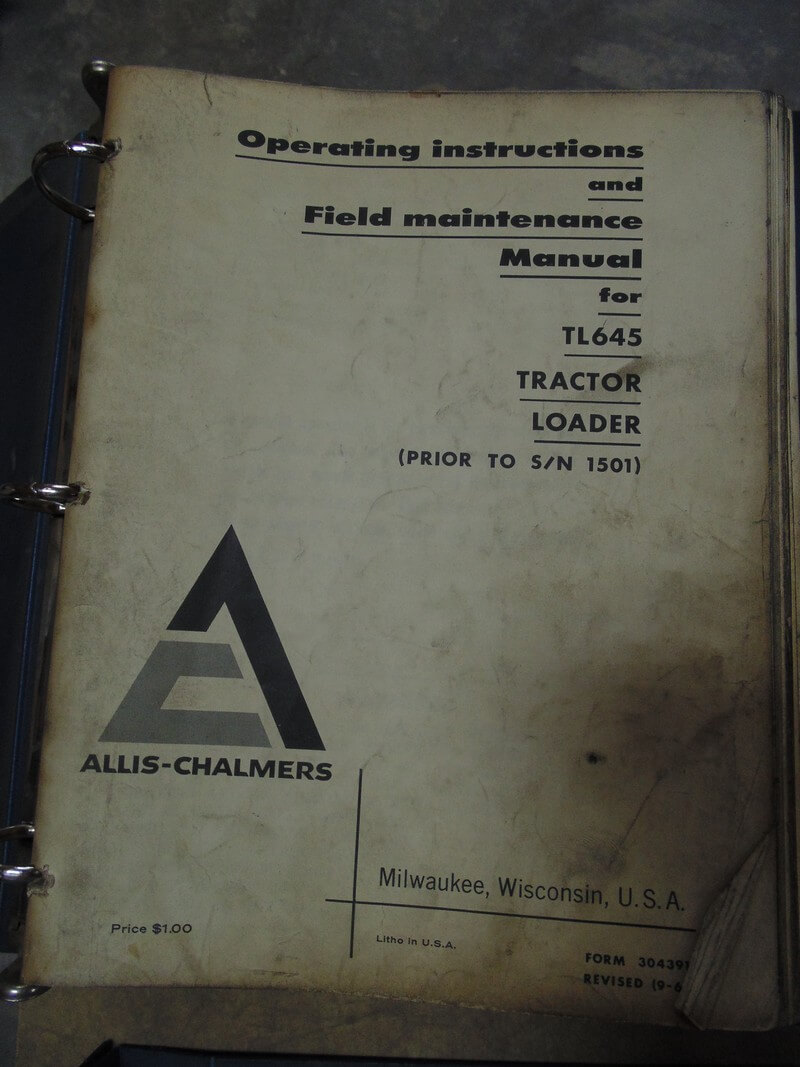 Operating instructions
and
Field maintenance
Manual
for
TL645
TRACTOR
LOADER
(PRIOR TO S/N 1501)
ALLIS-CHALMERS
Milwaukee, Wisconsin, U.S.A.
Price $1.00
Litho in U.S.A.
FORM
REVISED